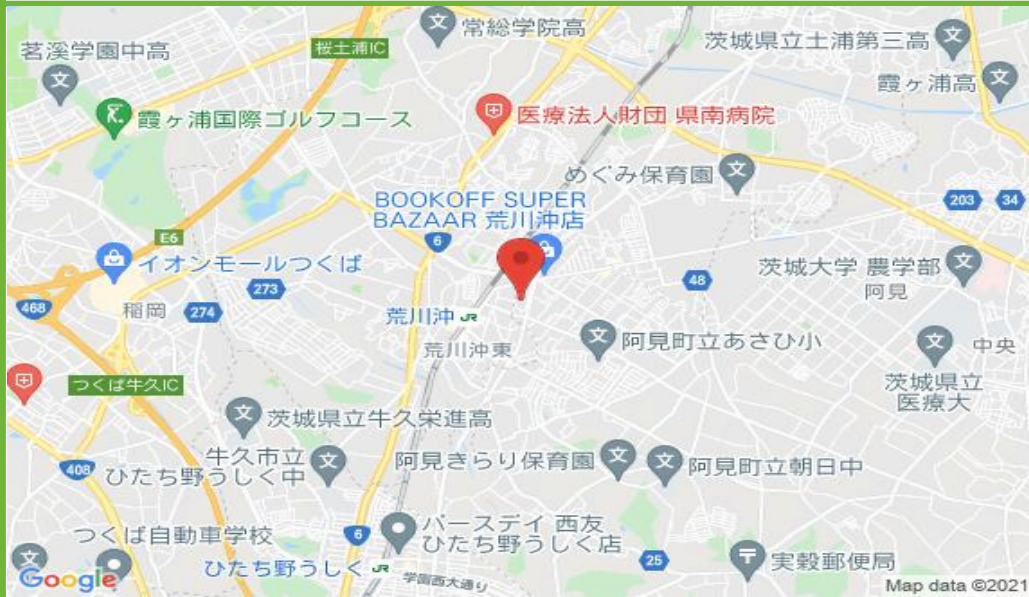 常総学院高
茨城県立土浦第三高
茗溪学園中高
桜土浦IC
霞ヶ浦高
霞ヶ浦国際ゴルフコース
医療法人財団 県南病院
めぐみ保育園
BOOKOFF SUPER
BAZAAR 荒川沖店
203
34
6
E6
イオンモールつくば
茨城大学 農学部
阿見
48
273
468
稲岡
274
荒川沖 JR
荒川沖東
阿見町立あさひ小
中央
茨城県立
医療大
つくば牛久IC
茨城県立牛久栄進高
牛久市立
ひたち野うしく中
408
阿見きらり保育園
阿見町立朝日中
つくば自動車学校
6
バースデイ 西友
ひたち野うしく店
25
実穀郵便局
ひたち野うしく JR
学園西大通り
Google
Map data ©2021